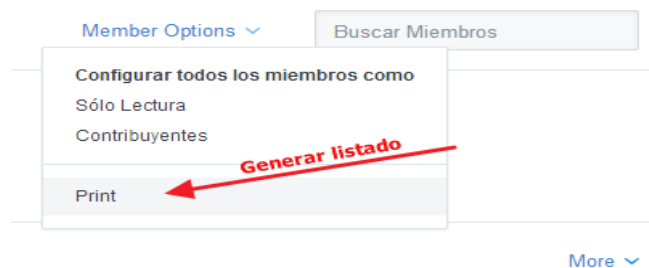 Member Options
Buscar Miembros
Configurar todos los miembros como
Sólo Lectura
Contribuyentes
Generar listado
Print
More